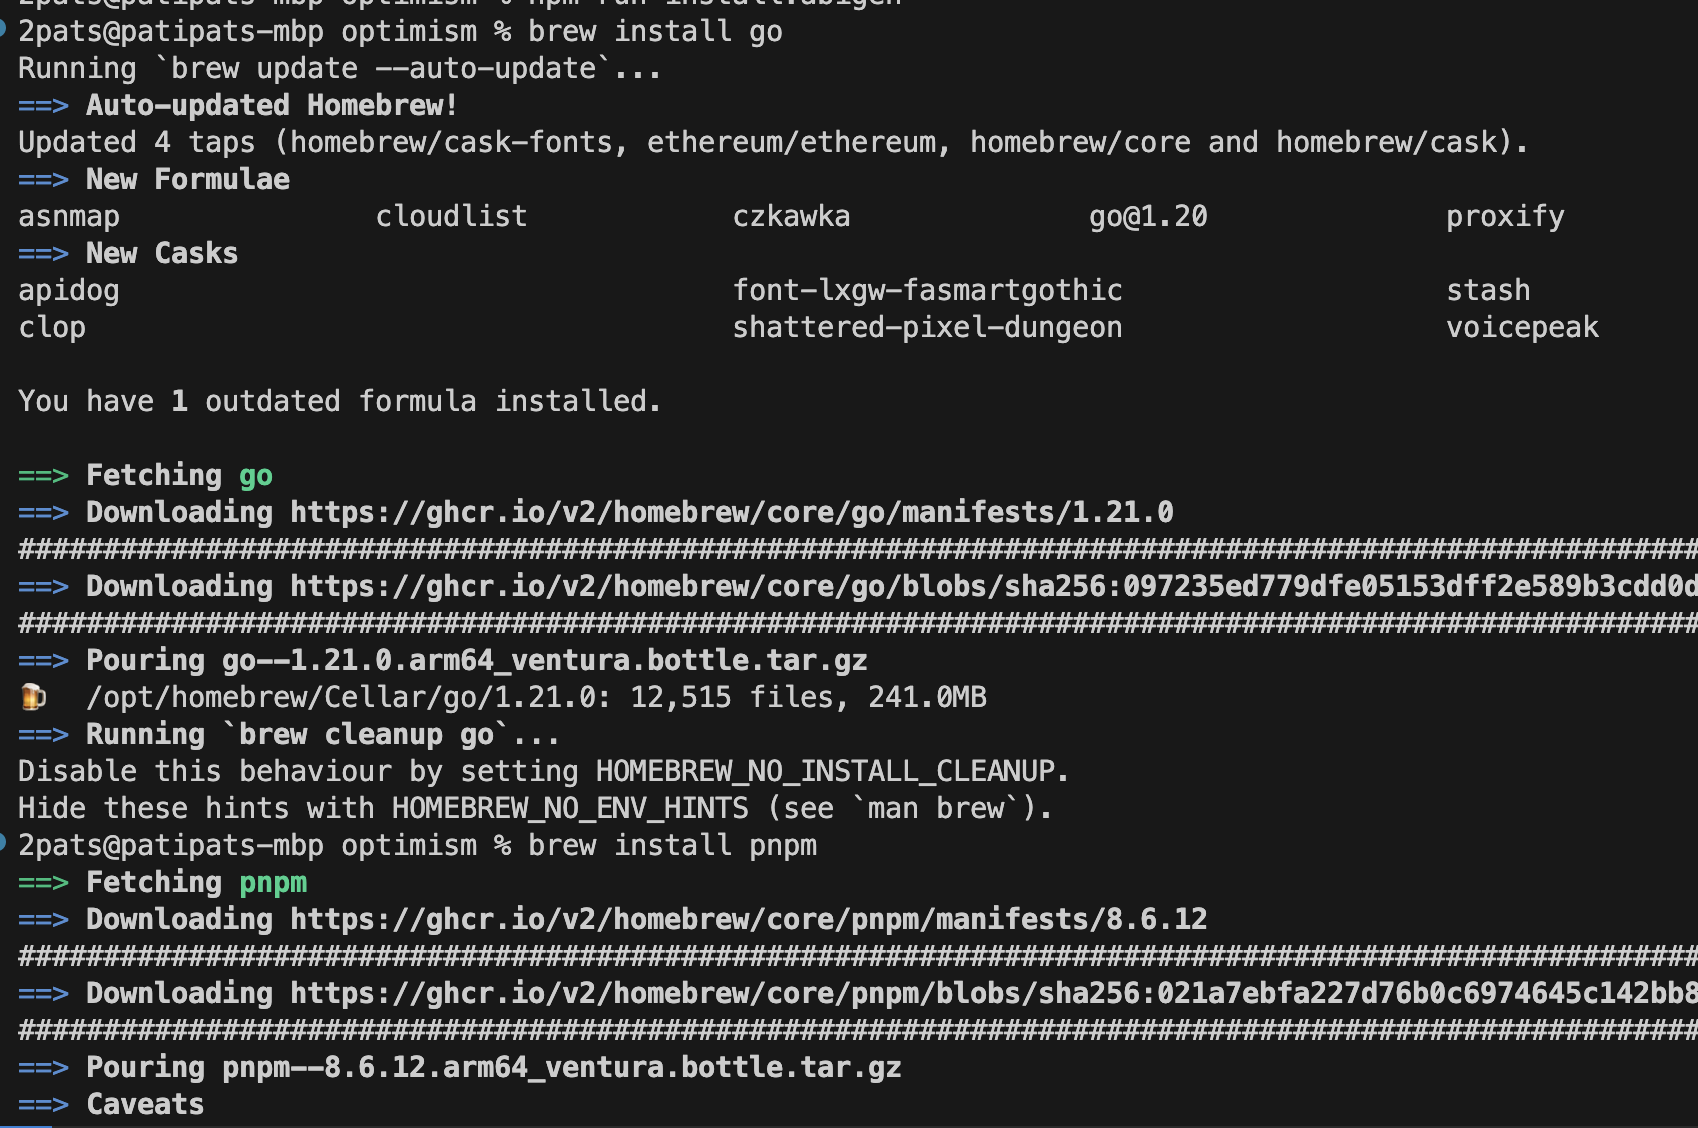 2pats@patipats-mbp optimism % npm run install:abigen
2pats@patipats-mbp optimism % brew install go
Running `brew update --auto-update`...
==> Auto-updated Homebrew!
Updated 4 taps (homebrew/cask-fonts, ethereum/ethereum, homebrew/core and homebrew/cask).
==> New Formulae
asnmap cloudlist czkawka go@1.20 proxify
==> New Casks
apidog font-lxgw-fasmartgothic stash
clop shattered-pixel-dungeon voicepeak
You have 1 outdated formula installed.
==> Fetching go
==> Downloading https://ghcr.io/v2/homebrew/core/go/manifests/1.21.0
####################################################################################################
==> Downloading https://ghcr.io/v2/homebrew/core/go/blobs/sha256:097235ed779dfe05153dff2e589b3cdd0d
####################################################################################################
==> Pouring go--1.21.0.arm64_ventura.bottle.tar.gz
🍺 /opt/homebrew/Cellar/go/1.21.0: 12,515 files, 241.0MB
==> Running `brew cleanup go`...
Disable this behaviour by setting HOMEBREW_NO_INSTALL_CLEANUP.
Hide these hints with HOMEBREW_NO_ENV_HINTS (see `man brew`).
2pats@patipats-mbp optimism % brew install pnpm
==> Fetching pnpm
==> Downloading https://ghcr.io/v2/homebrew/core/pnpm/manifests/8.6.12
####################################################################################################
==> Downloading https://ghcr.io/v2/homebrew/core/pnpm/blobs/sha256:021a7ebfa227d76b0c6974645c142bb8
####################################################################################################
==> Pouring pnpm--8.6.12.arm64_ventura.bottle.tar.gz
==> Caveats